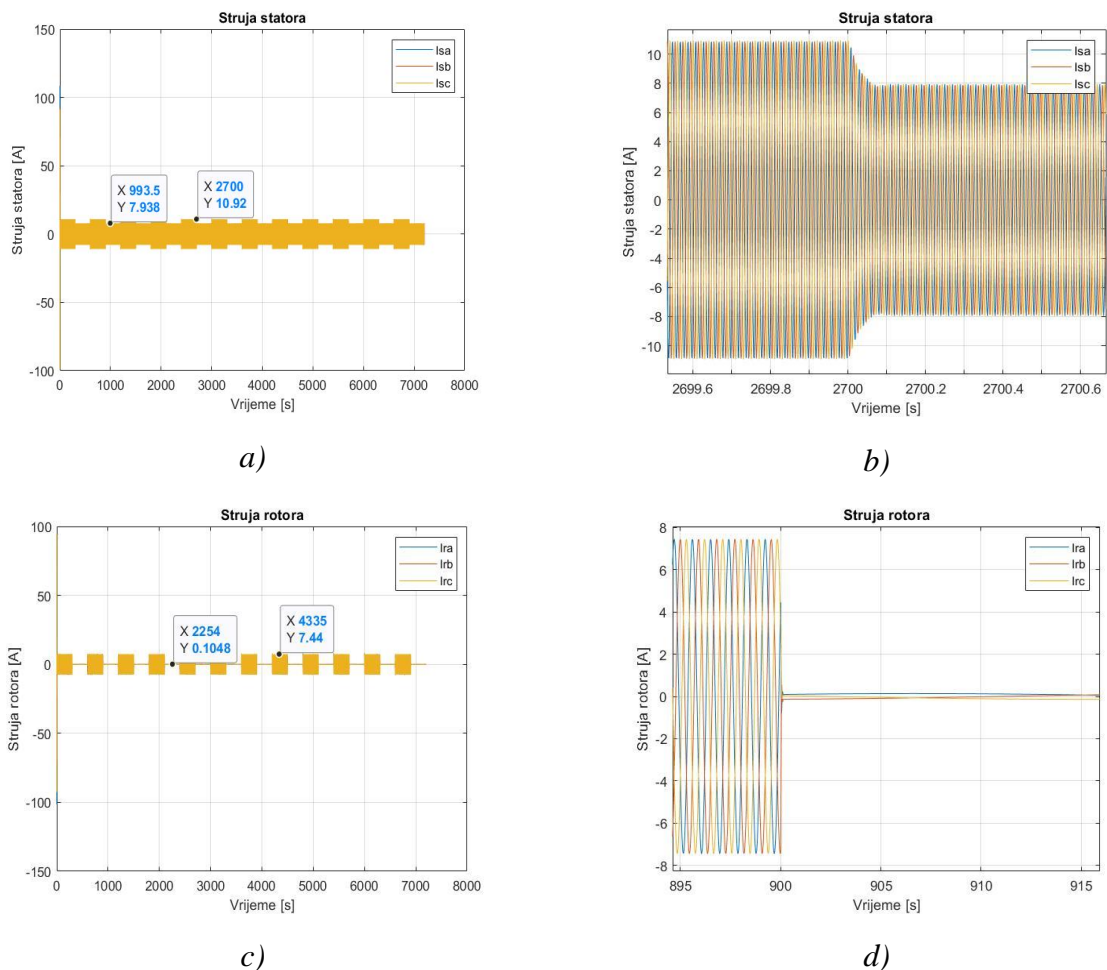 Struja statora
Struja statora [A]
150
100
50
0
-50
-100
Isa
Isb
Isc
X 993.5
Y 7.938
X 2700
Y 10.92
0 1000 2000 3000 4000 5000 6000 7000 8000
Vrijeme [s]
a)
Struja statora
Struja statora [A]
10
8
6
4
2
0
-2
-4
-6
-8
-10
Isa
Isb
Isc
2699.6 2699.8 2700 2700.2 2700.4 2700.6
Vrijeme [s]
b)
Struja rotora
Struja rotora [A]
100
50
0
-50
-100
-150
Ira
Irb
Irc
X 2254
Y 0.1048
X 4335
Y 7.44
0 1000 2000 3000 4000 5000 6000 7000 8000
Vrijeme [s]
c)
Struja rotora
Struja rotora [A]
8
6
4
2
0
-2
-4
-6
-8
Ira
Irb
Irc
895 900 905 910 915
Vrijeme [s]
d)